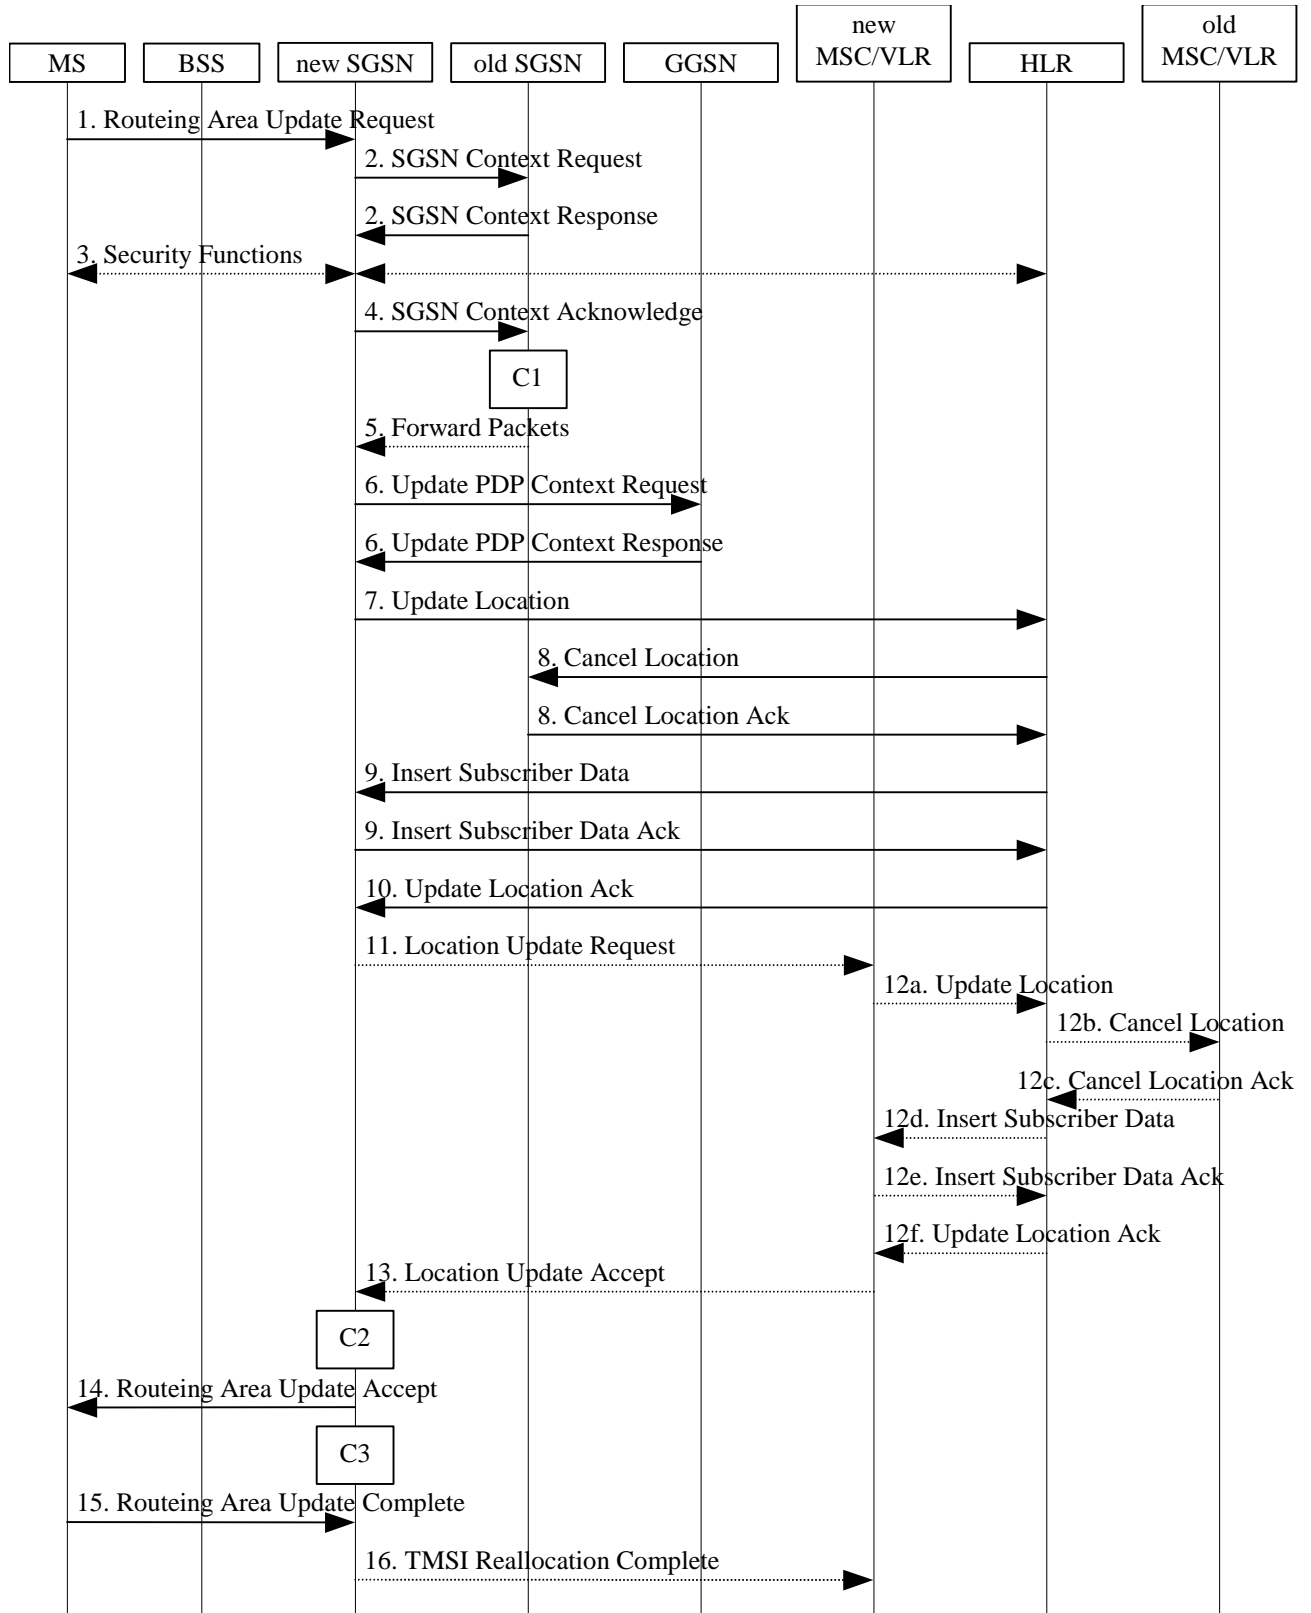 MS
BSS
new SGSN
old SGSN
GGSN
new
MSC/VLR
HLR
old
MSC/VLR
1. Routeing Area Update Request
2. SGSN Context Request
2. SGSN Context Response
3. Security Functions
4. SGSN Context Acknowledge
C1
5. Forward Packets
6. Update PDP Context Request
6. Update PDP Context Response
7. Update Location
8. Cancel Location
8. Cancel Location Ack
9. Insert Subscriber Data
9. Insert Subscriber Data Ack
10. Update Location Ack
11. Location Update Request
12a. Update Location
12b. Cancel Location
12c. Cancel Location Ack
12d. Insert Subscriber Data
12e. Insert Subscriber Data Ack
12f. Update Location Ack
13. Location Update Accept
C2
14. Routeing Area Update Accept
C3
15. Routeing Area Update Complete
16. TMSI Reallocation Complete